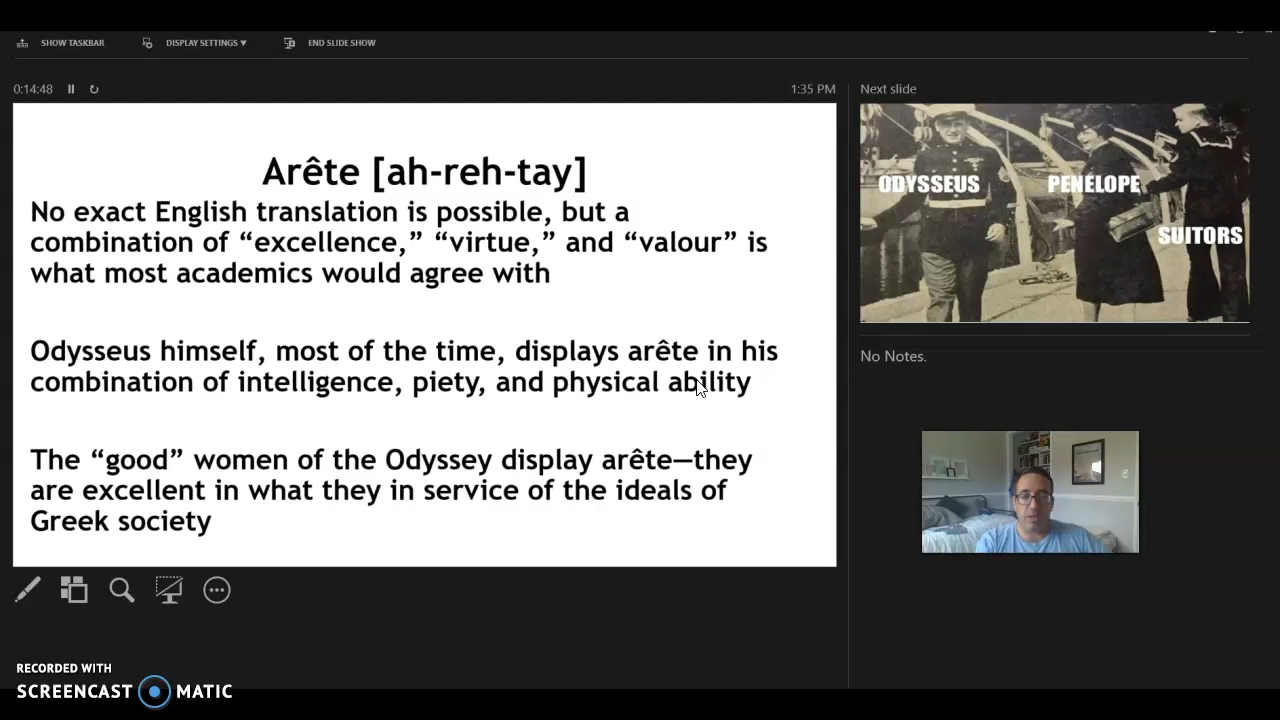 SHOW TASKBAR DISPLAY SETTINGS ▼ END SLIDE SHOW
0:14:48 1:35 PM
Arête [ah-reh-tay]
No exact English translation is possible, but a
combination of “excellence,” “virtue,” and “valour” is
what most academics would agree with
Odysseus himself, most of the time, displays arête in his
combination of intelligence, piety, and physical ability
The “good” women of the Odyssey display arête—they
are excellent in what they in service of the ideals of
Greek society
Next slide
ODYSSEUS PENELOPE
SUITORS
No Notes.
RECORDED WITH
SCREENCAST MATIC